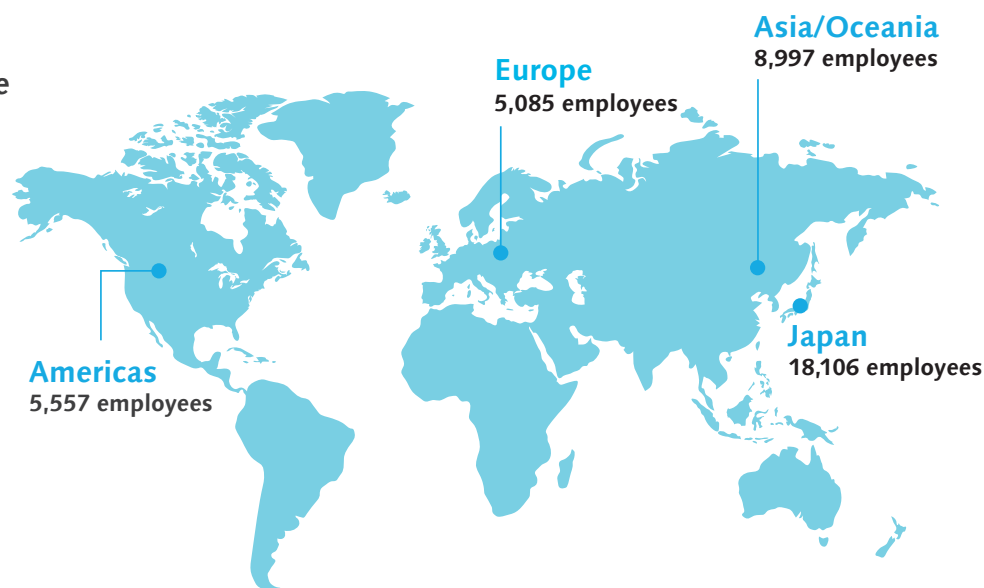 e
Asia/Oceania
8,997 employees
Europe
5,085 employees
Americas
5,557 employees
Japan
18,106 employees